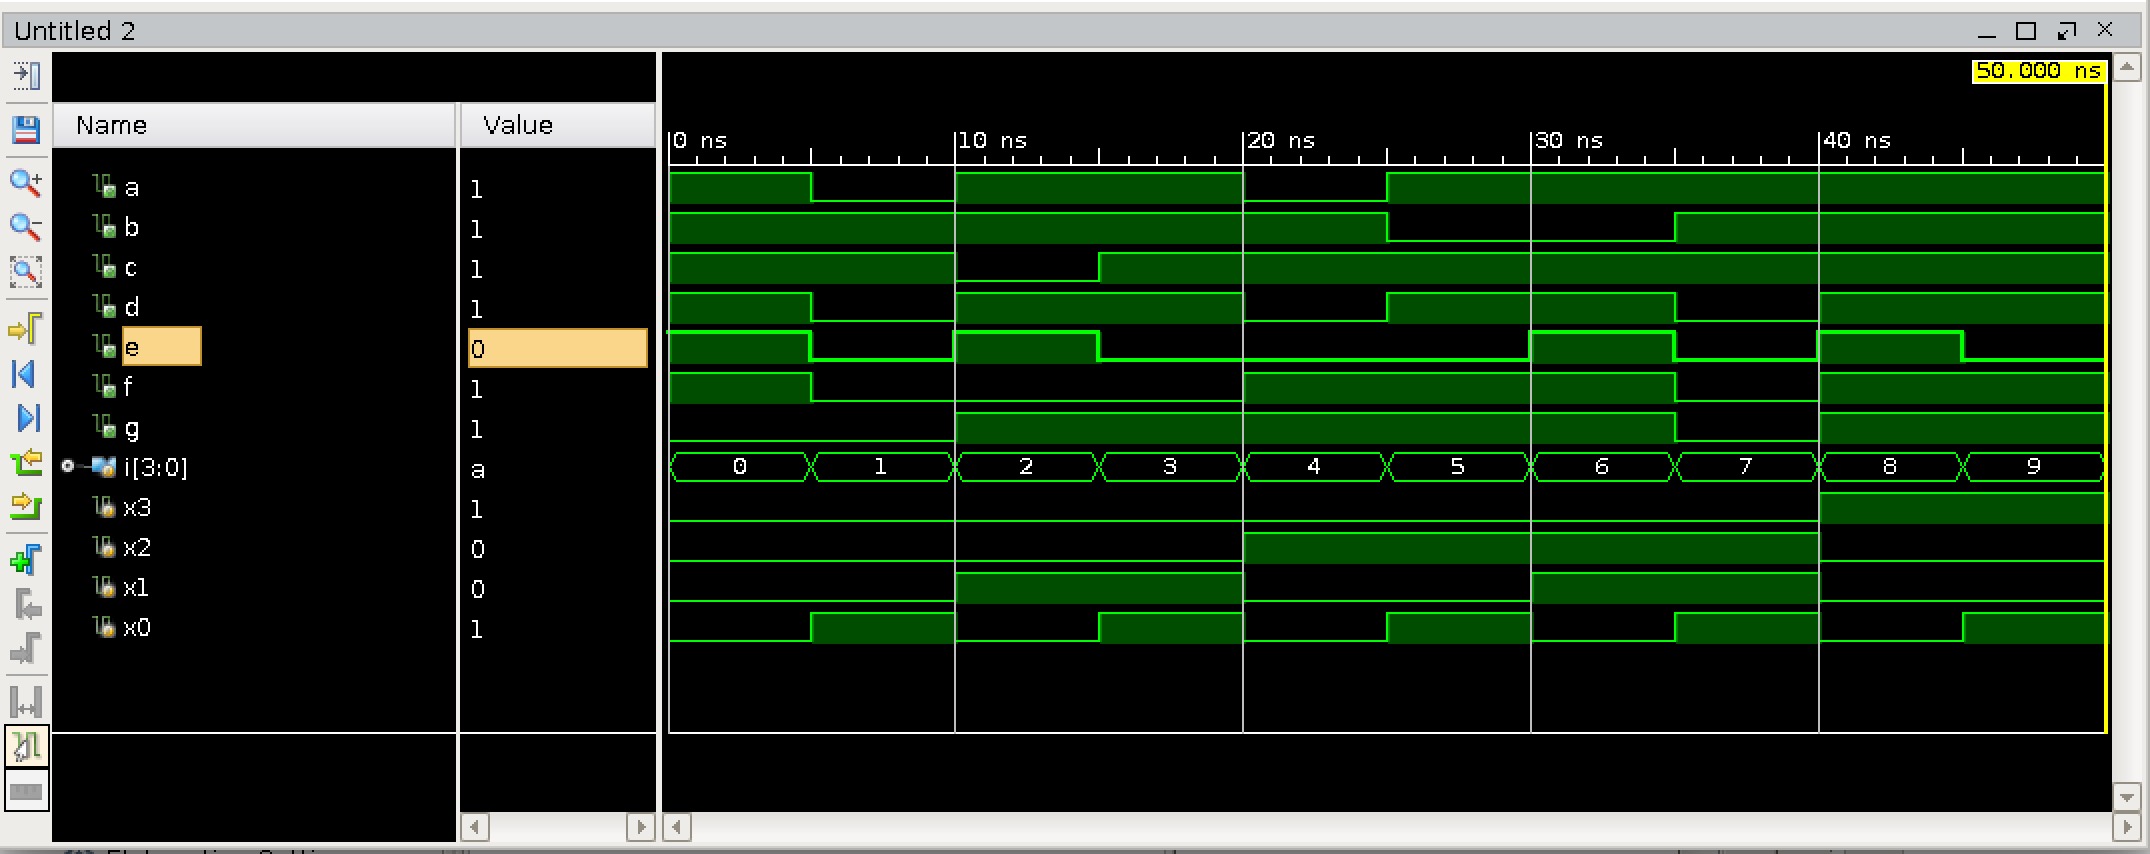 Untitled 2
50.000 ns
Name Value
0 ns 10 ns 20 ns 30 ns 40 ns
a 1
b 1
c 1
d 1
e 0
f 1
g 1
i[3:0] a 0 1 2 3 4 5 6 7 8 9
x3 1
x2 0
x1 0
x0 1